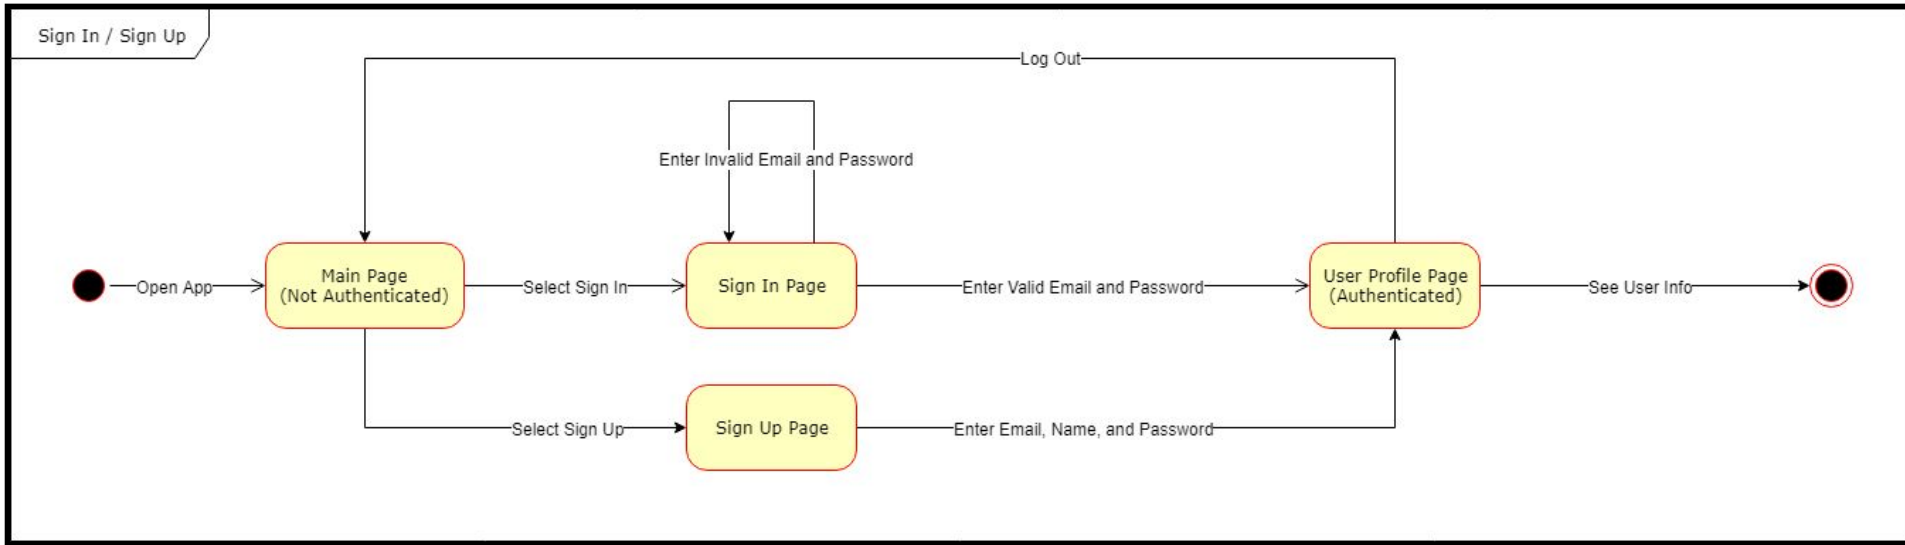 Sign In / Sign Up
Log Out
Enter Invalid Email and Password
Open App
Main Page
(Not Authenticated)
Select Sign In
Sign In Page
Enter Valid Email and Password
User Profile Page
(Authenticated)
See User Info
Select Sign Up
Sign Up Page
Enter Email, Name, and Password